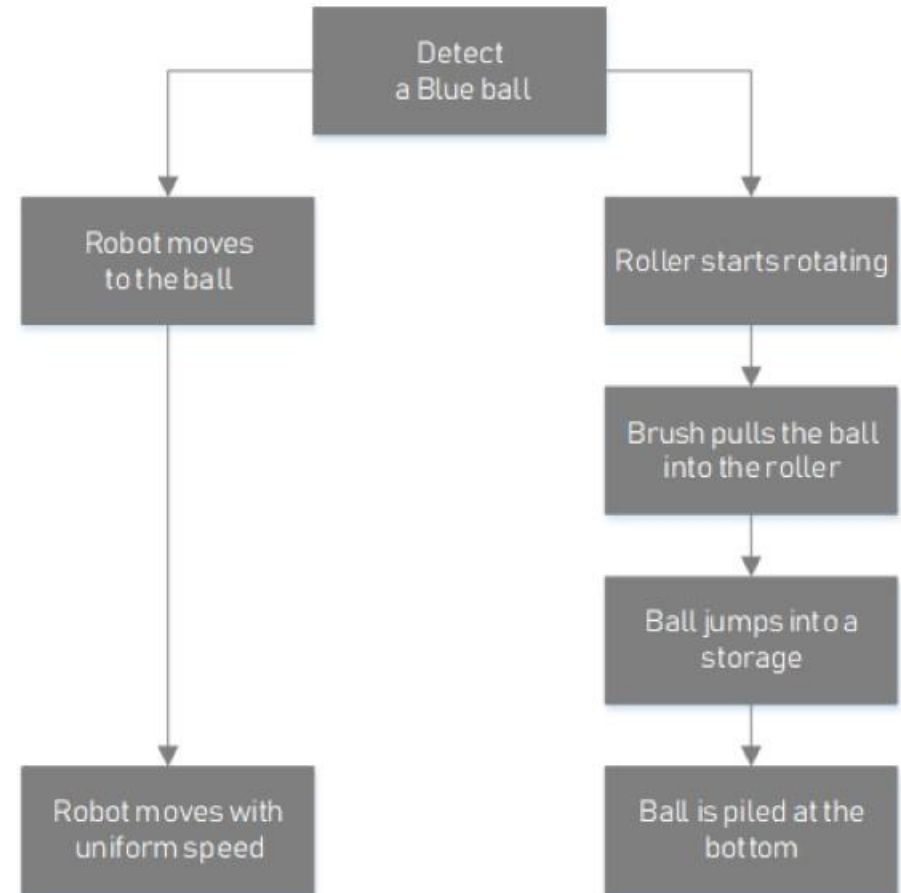 Detect
a Blue ball
Robot moves
to the ball
Roller starts rotating
Brush pulls the ball
into the roller
Ball jumps into a
storage
Robot moves with
uniform speed
Ball is piled at the
bottom